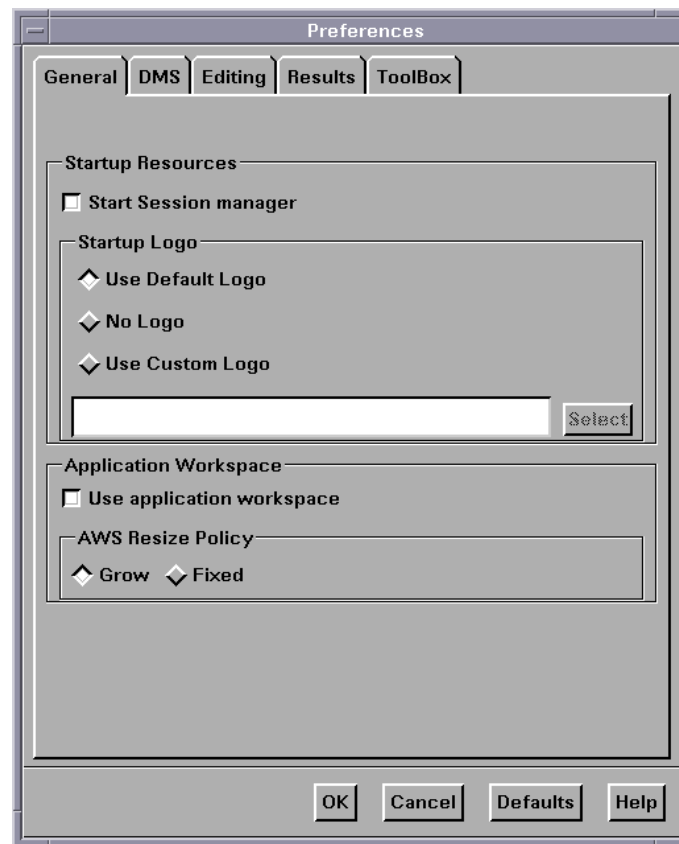 Preferences
General DMS Editing Results ToolBox
Startup Resources
Start Session manager
Startup Logo
Use Default Logo
No Logo
Use Custom Logo
Select
Application Workspace
Use application workspace
AWS Resize Policy
Grow Fixed
OK Cancel Defaults Help